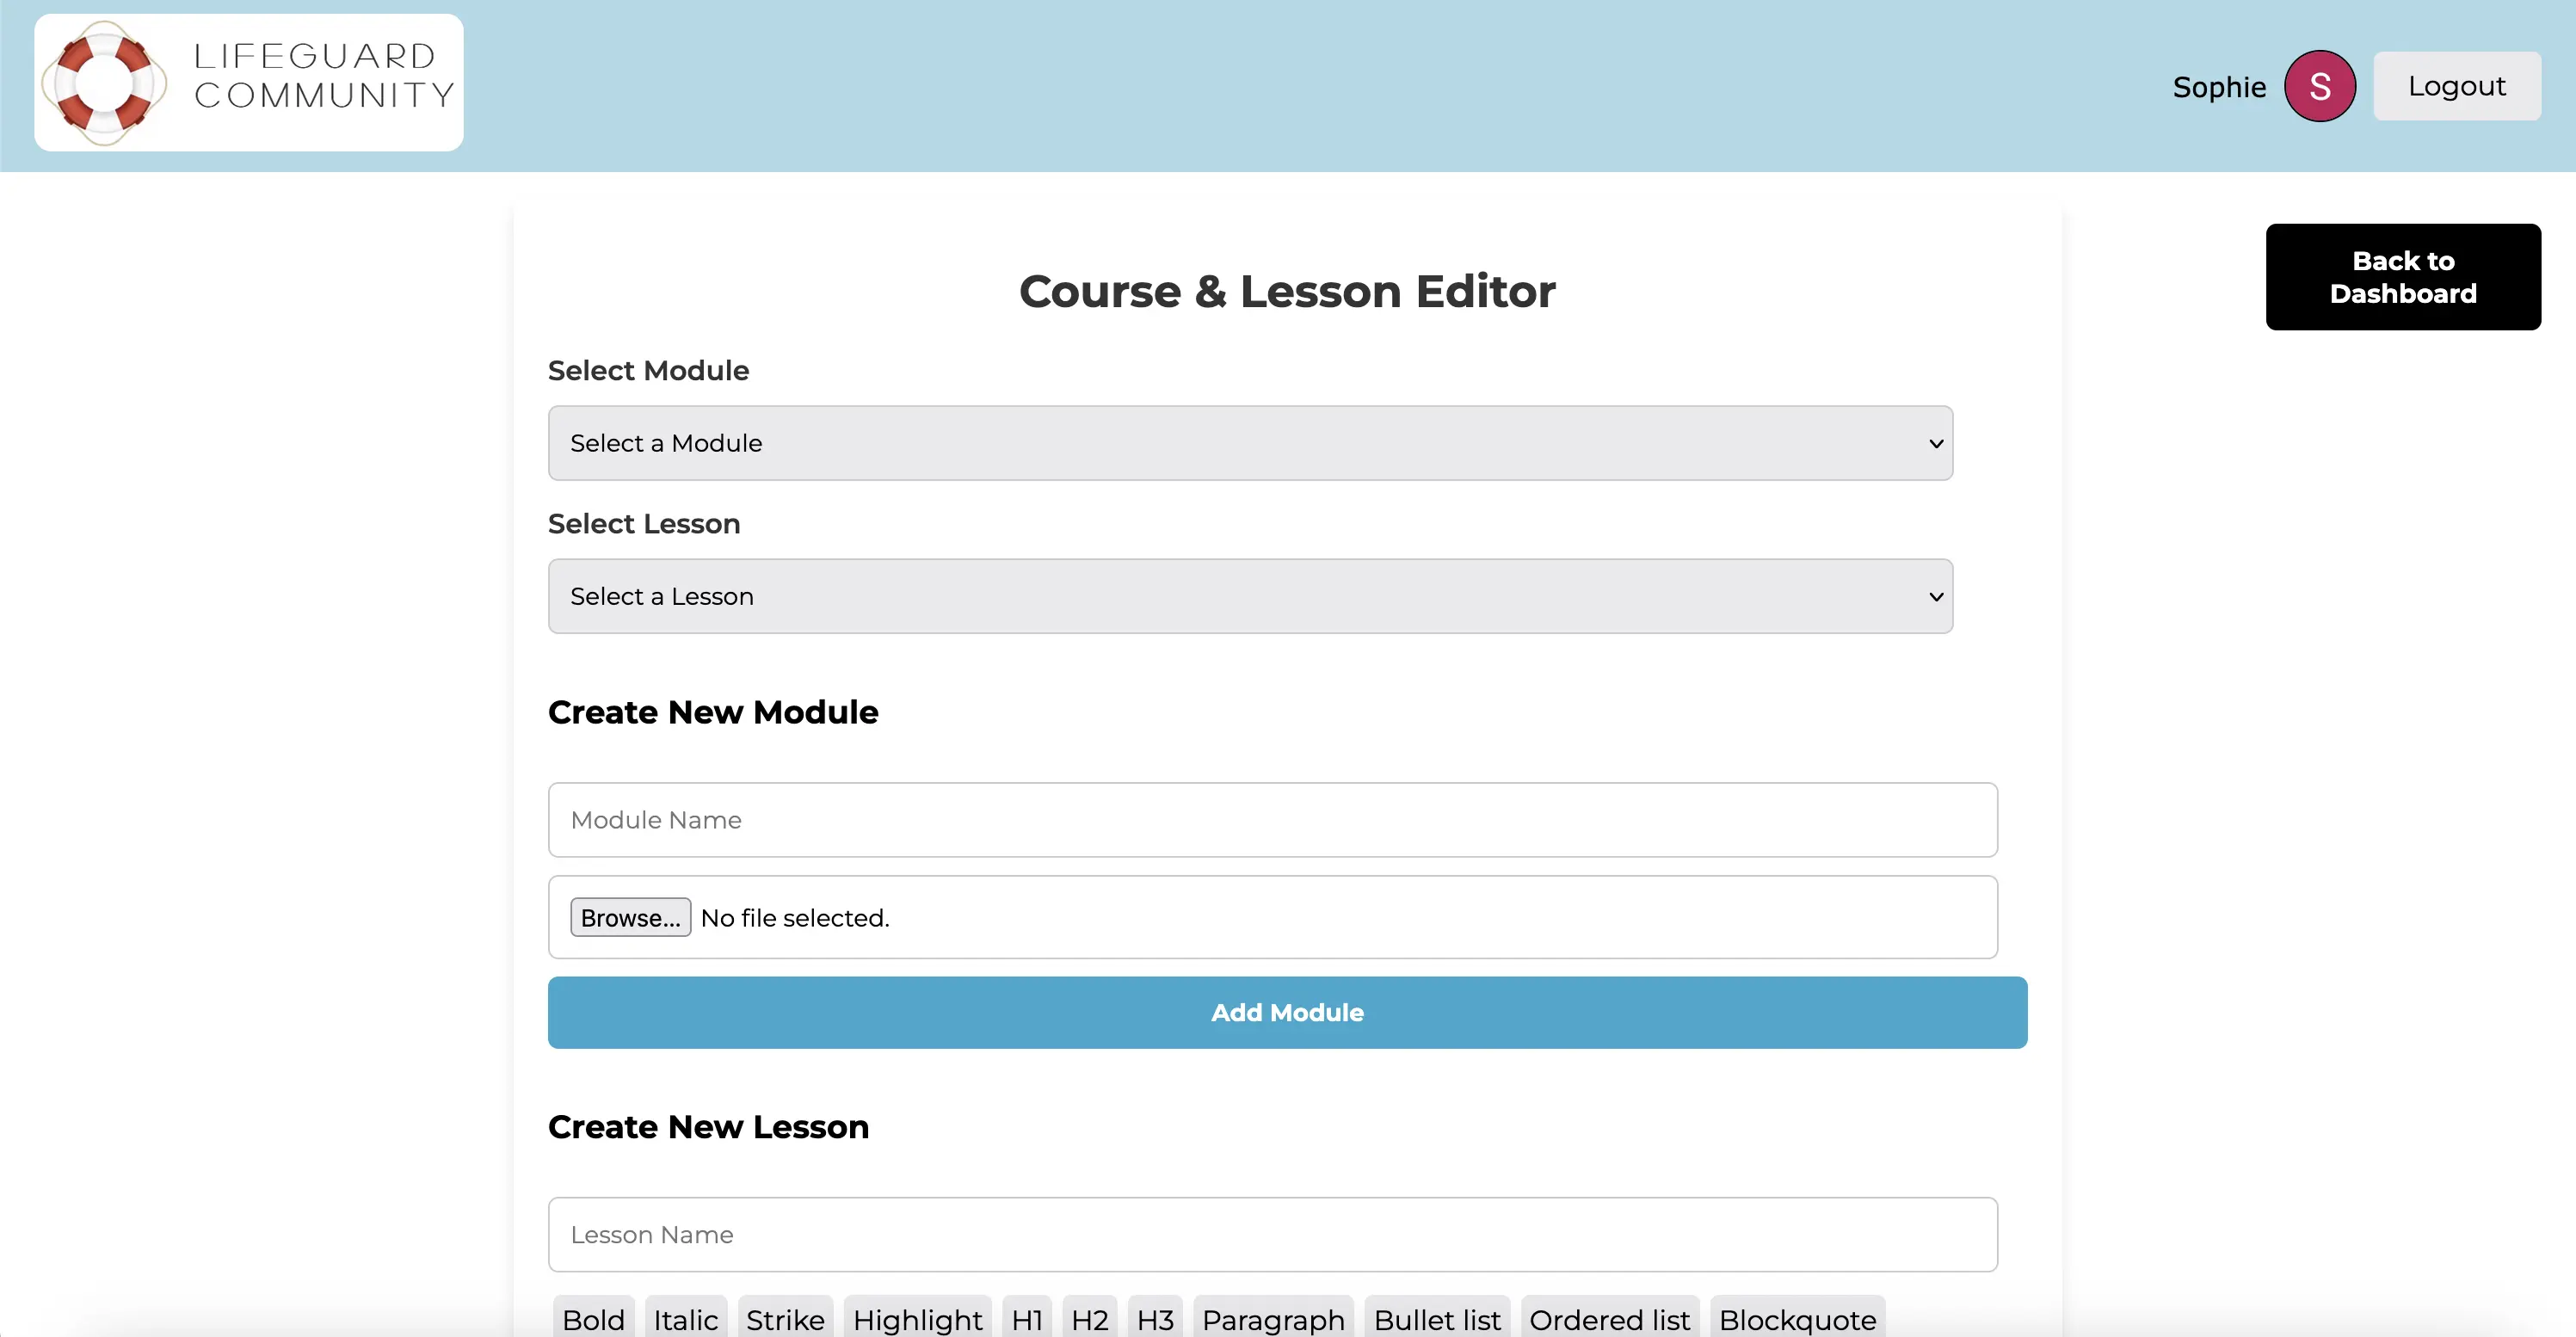 LIFEGUARD
COMMUNITY
Sophie
S
Logout
Back to
Dashboard
Course & Lesson Editor
Select Module
Select a Module
Select Lesson
Select a Lesson
Create New Module
Module Name
Browse... No file selected.
Add Module
Create New Lesson
Lesson Name
Bold Italic Strike Highlight H1 H2 H3 Paragraph Bullet list Ordered list Blockquote